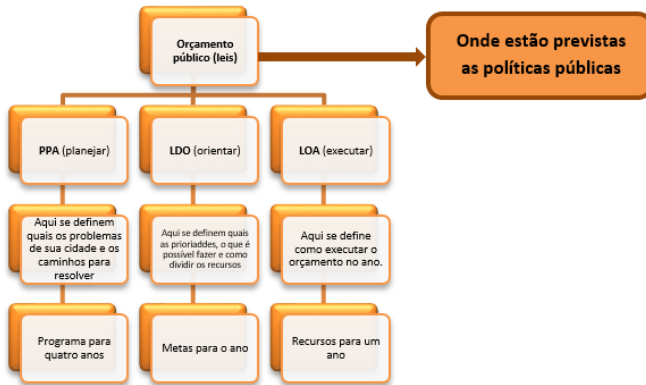 Orçamento
público (leis)
Onde estão previstas
as políticas públicas
PPA (planejar)
LDO (orientar)
LOA (executar)
Aqui se definem
quais os problemas
de sua cidade e os
caminhos para
resolver
Aqui se definem quais
as prioriaddes, o que é
possível fazer e como
dividir os recursos
Aqui se define
como executar o
orçamento no ano.
Programa para
quatro anos
Metas para o ano
Recursos para um
ano